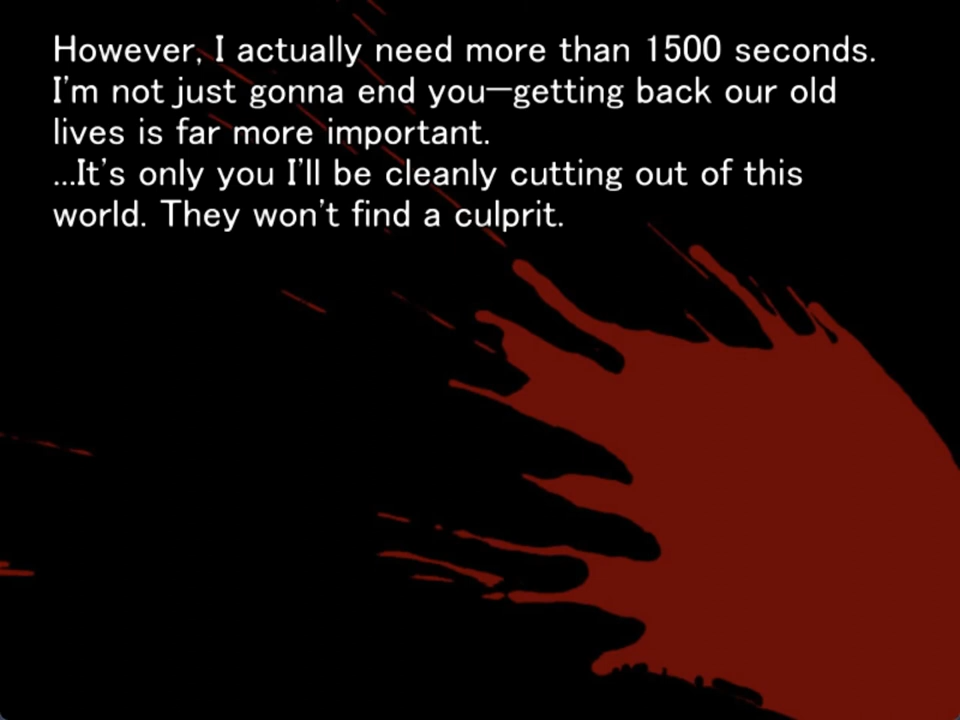 However, I actually need more than 1500 seconds.
I'm not just gonna end you—getting back our old
lives is far more important.
...It's only you I'll be cleanly cutting out of this
world. They won't find a culprit.